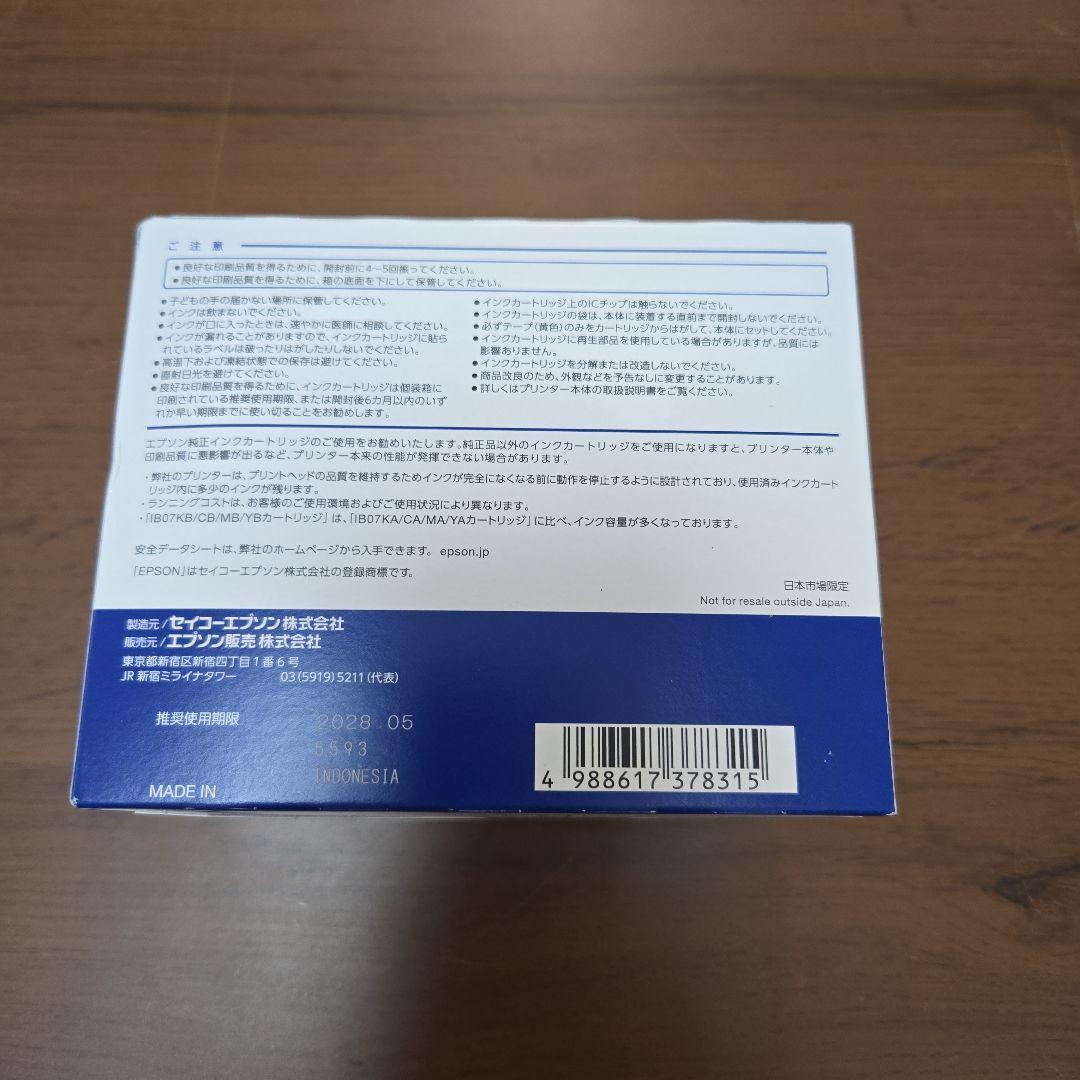 ご注意
●良好な印刷品質を得るために、開封前に4～5回振ってください。
●良好な印刷品質を得るために、箱の底面を下にして保管してください。
●子どもの手の届かない場所に保管してください。
●インクは飲まないでください。
●インクが口に入ったときは、速やかに医師に相談してください。
●インクが漏れることがありますので、インクカートリッジに貼ら
れているラベルは破ったりはがしたりしないでください。
●高温下および凍結状態での保存は避けてください。
●直射日光を避けてください。
●良好な印刷品質を得るために、インクカートリッジは個装箱に
印刷されている推奨使用期限、または開封後6カ月以内のいず
れか早い期限までに使い切ることをお勧めします。
●インクカートリッジ上のICチップは触らないでください。
●インクカートリッジの袋は、本体に装着する直前まで開封しないでください。
●必ずテープ(黄色)のみをカートリッジからはがして、本体にセットしてください。
●インクカートリッジに再生部品を使用している場合がありますが、品質には
影響ありません。
●インクカートリッジを分解または改造しないでください。
●商品改良のため、外観などを予告なしに変更することがあります。
●詳しくはプリンター本体の取扱説明書をご覧ください。
エプソン純正インクカートリッジのご使用をお勧めいたします。純正品以外のインクカートリッジをご使用になりますと、プリンター本体や
印刷品質に悪影響が出るなど、プリンター本来の性能が発揮できない場合があります。
・弊社のプリンターは、プリントヘッドの品質を維持するためインクが完全になくなる前に動作を停止するように設計されており、使用済みインクカート
リッジ内に多少のインクが残ります。
・ランニングコストは、お客様のご使用環境およびご使用状況により異なります。
・「IB07KB/CB/MB/YBカートリッジ」は、「IB07KA/CA/MA/YAカートリッジ」に比べ、インク容量が多くなっております。
安全データシートは、弊社のホームページから入手できます。 epson.jp
「EPSON」はセイコーエプソン株式会社の登録商標です。
日本市場限定
Not for resale outside Japan.
製造元/セイコーエプソン株式会社
販売元/エプソン販売株式会社
東京都新宿区新宿四丁目1番6号
JR新宿ミライナタワー 03(5919)5211(代表)
推奨使用期限 2028.05
5593
INDONESIA
MADE IN
4 988617 378315